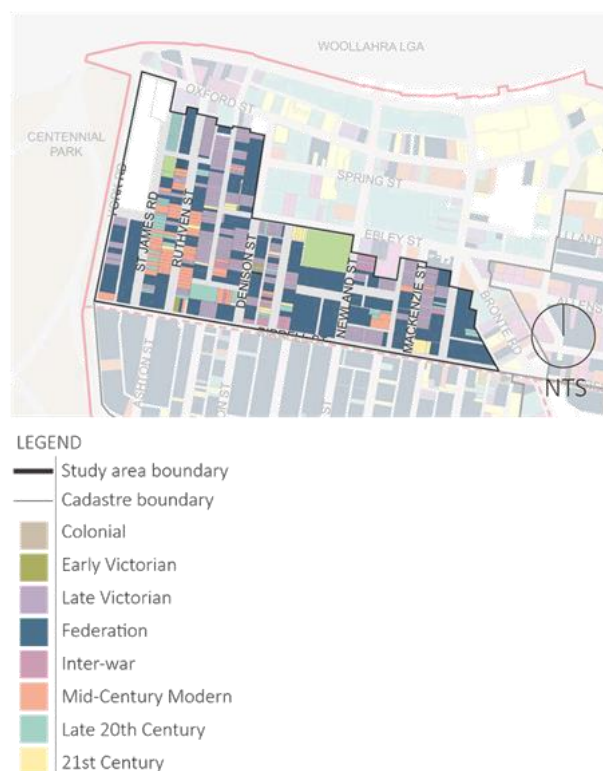 WOOLLAHRA LGA
OXFORD ST
CENTENNIAL
PARK
SPRING ST
YORK RD
ST JAMES RD
RUTHVEN ST
DENISON ST
EBLEY ST
NEWLAND ST
MACKENZIE ST
BRONTE RD
ASHTON ST
NTS
LEGEND
Study area boundary
Cadastre boundary
Colonial
Early Victorian
Late Victorian
Federation
Inter-war
Mid-Century Modern
Late 20th Century
21st Century